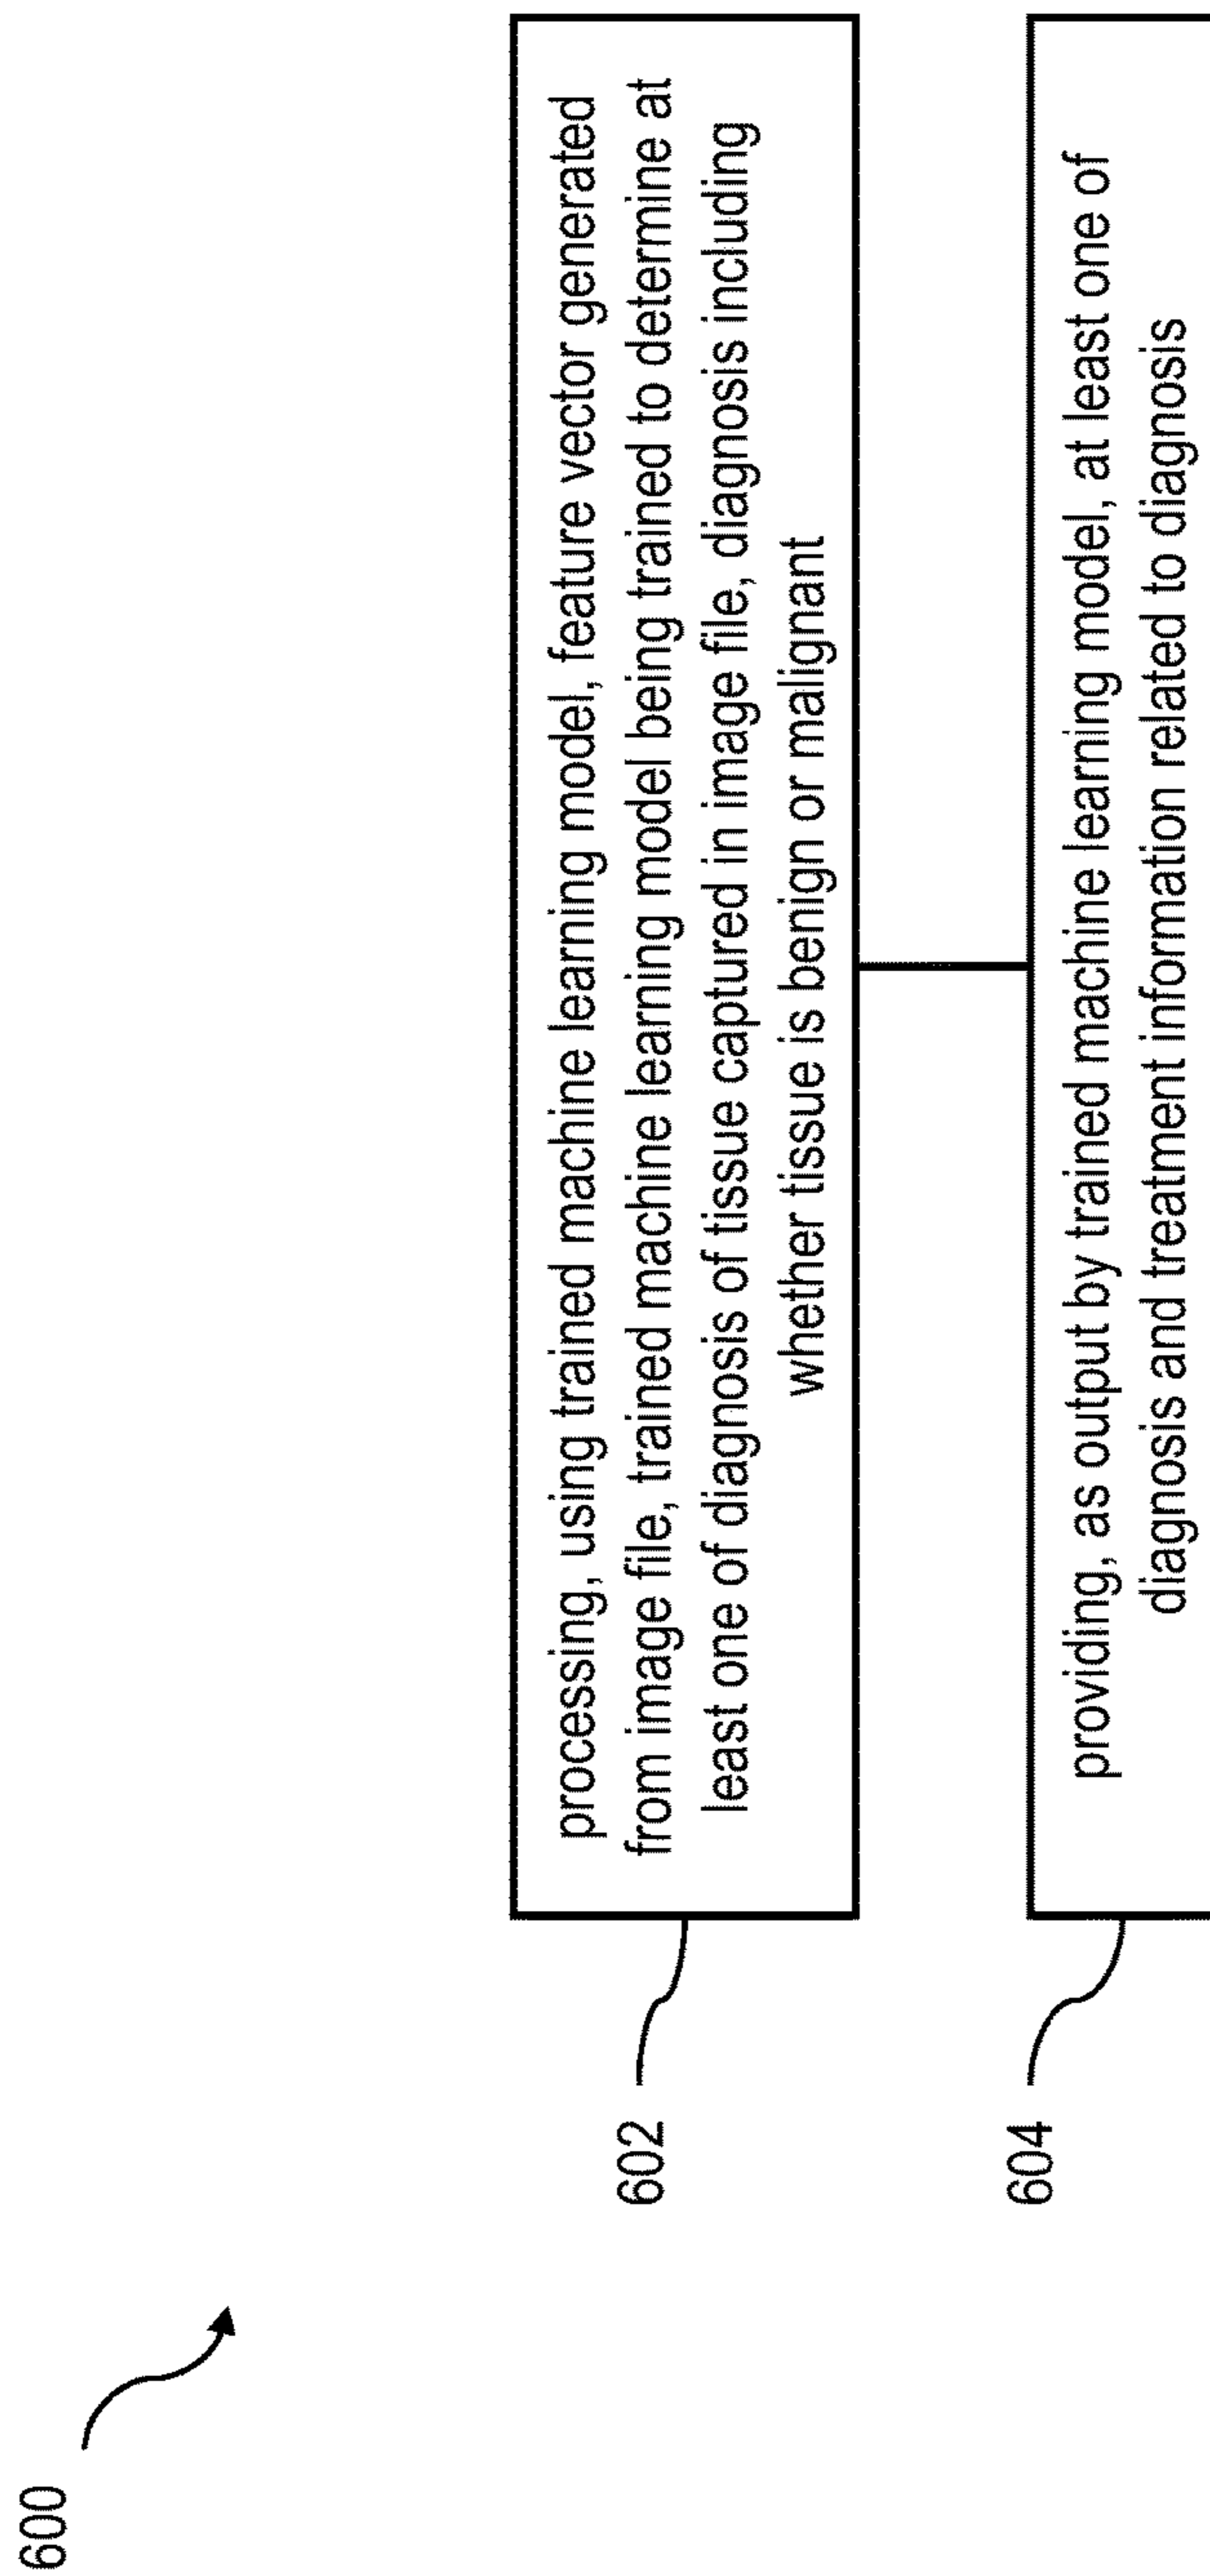 600
602
processing, using trained machine learning model, feature vector generated
from image file, trained machine learning model being trained to determine at
least one of diagnosis of tissue captured in image file, diagnosis including
whether tissue is benign or malignant
604
providing, as output by trained machine learning model, at least one of
diagnosis and treatment information related to diagnosis